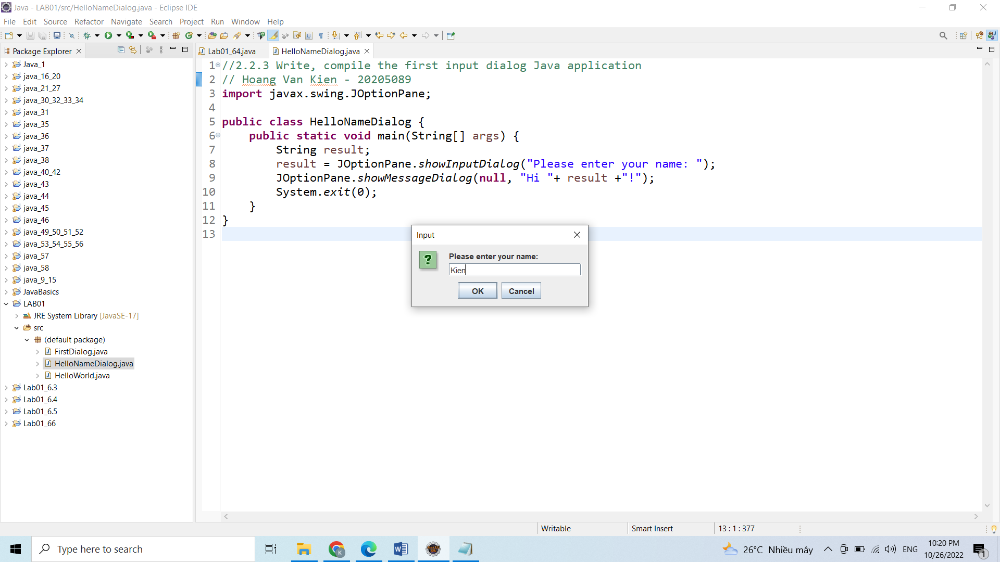 Java - LAB01/src/HelloNameDialog.java - Eclipse IDE
File Edit Source Refactor Navigate Search Project Run Window Help
Package Explorer
Java_1
java_16_20
java_21_27
java_30_32_33_34
java_31
java_35
java_36
java_37
java_38
java_40_42
java_43
java_44
java_45
java_46
java_49_50_51_52
java_53_54_55_56
java_57
java_58
java_9_15
JavaBasics
LAB01
JRE System Library [JavaSE-17]
src
(default package)
FirstDialog.java
HelloNameDialog.java
HelloWorld.java
Lab01_6.3
Lab01_6.4
Lab01_6.5
Lab01_66
Lab01_64.java HelloNameDialog.java
1 //2.2.3 Write, compile the first input dialog Java application
2 // Hoang Van Kien - 20205089
3 import javax.swing.JOptionPane;
4
5 public class HelloNameDialog {
6 public static void main(String[] args) {
7 String result;
8 result = JOptionPane.showInputDialog("Please enter your name: ");
9 JOptionPane.showMessageDialog(null, "Hi "+ result +"!");
10 System.exit(0);
11 }
12 }
13
Input
Please enter your name:
Kien
OK Cancel
Writable Smart Insert 13 : 1 : 377
Type here to search
26°C Nhiều mây ENG
10:20 PM
10/26/2022
1